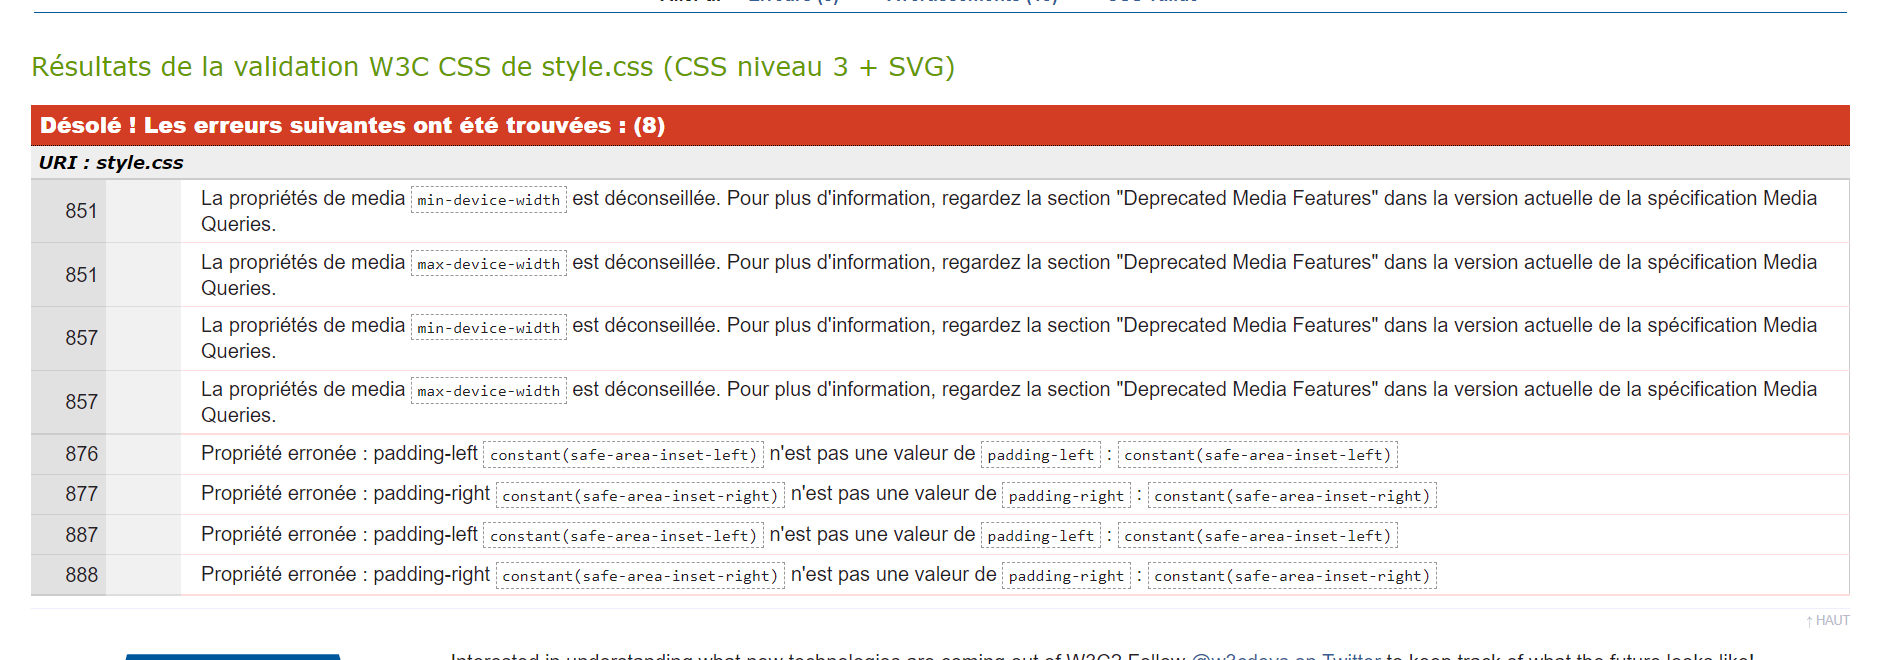 Résultats de la validation W3C CSS de style.css (CSS niveau 3 + SVG)
Désolé ! Les erreurs suivantes ont été trouvées : (8)
URI : style.css
851 La propriétés de media min-device-width est déconseillée. Pour plus d'information, regardez la section "Deprecated Media Features" dans la version actuelle de la spécification Media
Queries.
851 La propriétés de media max-device-width est déconseillée. Pour plus d'information, regardez la section "Deprecated Media Features" dans la version actuelle de la spécification Media
Queries.
857 La propriétés de media min-device-width est déconseillée. Pour plus d'information, regardez la section "Deprecated Media Features" dans la version actuelle de la spécification Media
Queries.
857 La propriétés de media max-device-width est déconseillée. Pour plus d'information, regardez la section "Deprecated Media Features" dans la version actuelle de la spécification Media
Queries.
876 Propriété erronée : padding-left constant(safe-area-inset-left) n'est pas une valeur de padding-left : constant(safe-area-inset-left)
877 Propriété erronée : padding-right constant(safe-area-inset-right) n'est pas une valeur de padding-right : constant(safe-area-inset-right)
887 Propriété erronée : padding-left constant(safe-area-inset-left) n'est pas une valeur de padding-left : constant(safe-area-inset-left)
888 Propriété erronée : padding-right constant(safe-area-inset-right) n'est pas une valeur de padding-right : constant(safe-area-inset-right)
↑ HAUT
Interested in understanding what new technologies are coming out of W3C? Follow @w3cdevs on Twitter to keep track of what the future looks like!